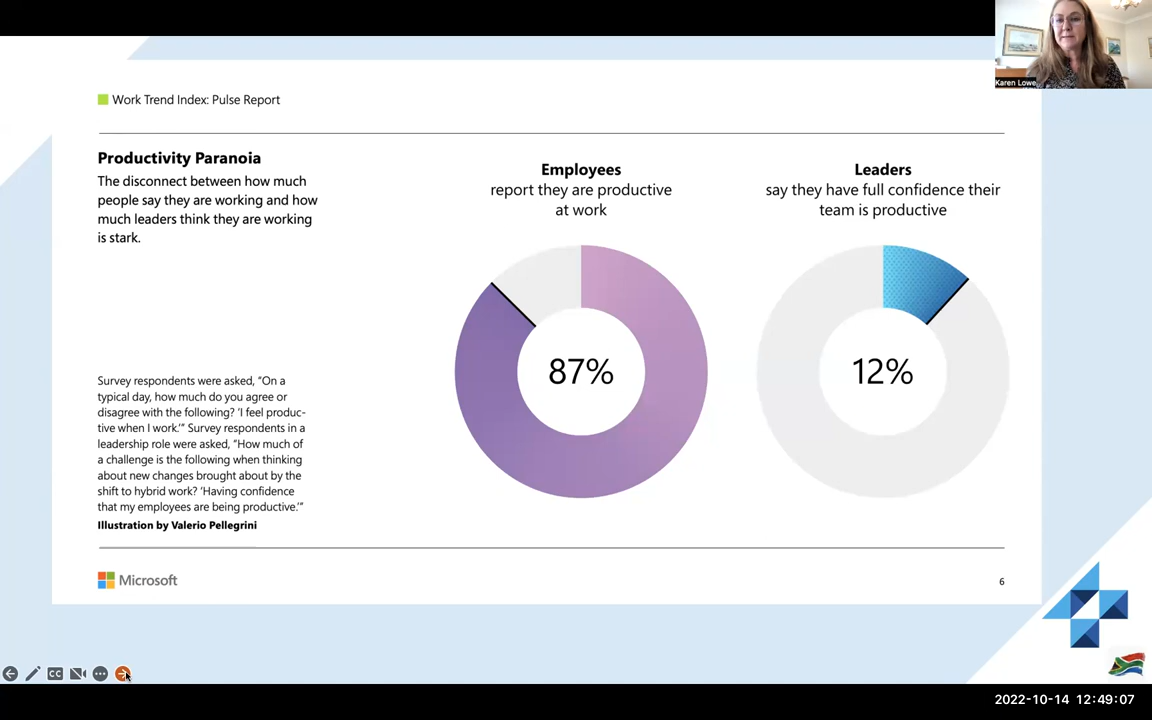 Karen Lowe
Work Trend Index: Pulse Report
Productivity Paranoia
The disconnect between how much
people say they are working and how
much leaders think they are working
is stark.
Employees
report they are productive
at work
87%
Leaders
say they have full confidence their
team is productive
12%
Survey respondents were asked, “On a
typical day, how much do you agree or
disagree with the following? ‘I feel produc-
tive when I work.’” Survey respondents in a
leadership role were asked, “How much of
a challenge is the following when thinking
about new changes brought about by the
shift to hybrid work? ‘Having confidence
that my employees are being productive.’”
Illustration by Valerio Pellegrini
Microsoft
6
CC
2022-10-14 12:49:07